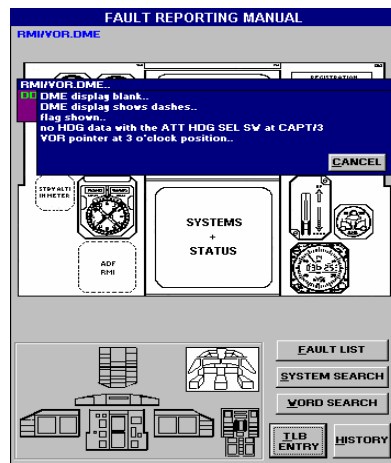 FAULT REPORTING MANUAL
RMI/VOR.DME
REGISTRATION
RMI/VOR.DME..
DME display blank..
DME display shows dashes..
flag shown..
no HDG data with the ATT HDG SEL SW at CAPT/3
VOR pointer at 3 o'clock position..
CANCEL
STDY ALTI
IN METER
SYSTEMS
+
STATUS
ADF
RMI
FAULT LIST
SYSTEM SEARCH
WORD SEARCH
TLB
ENTRY
HISTORY